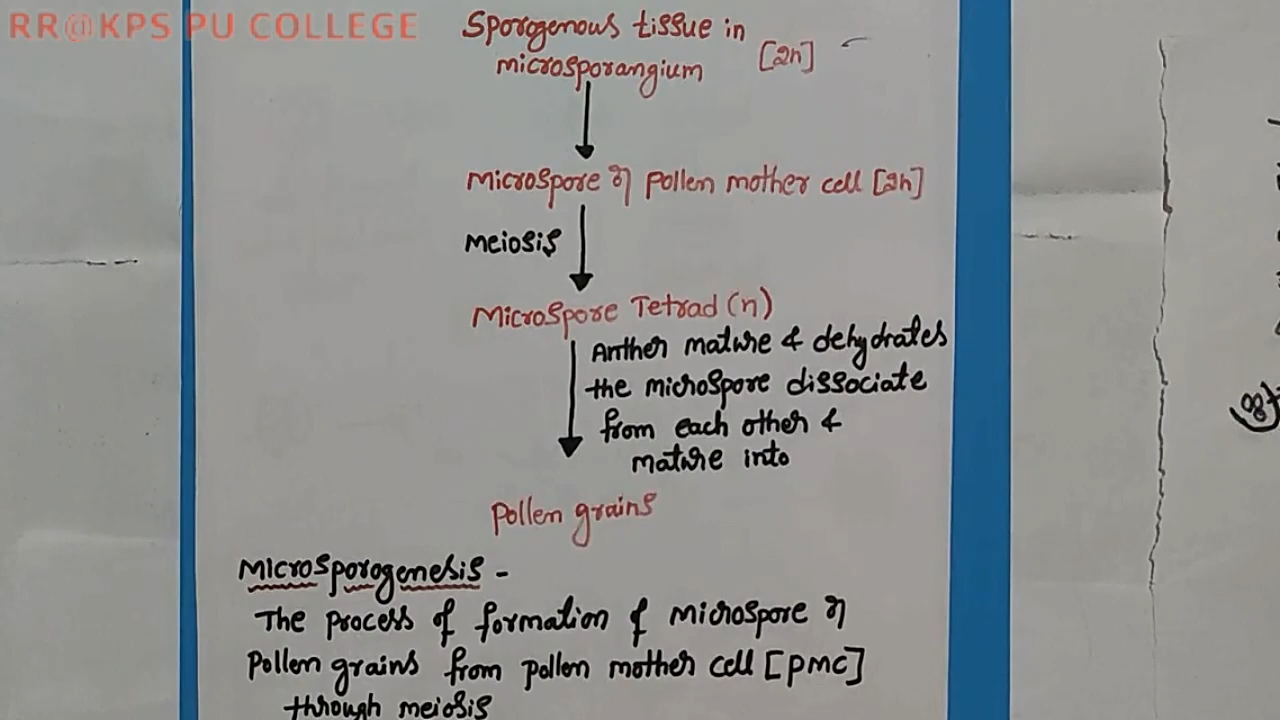 RR@KPS PU COLLEGE
Sporogenous tissue in
microsporangium [2n]
Microspore or pollen mother cell [2n]
Meiosis
Microspore Tetrad (n)
Anther mature & dehydrates
the microspore dissociate
from each other &
mature into
Pollen grains
Microsporogenesis -
The process of formation of microspore or
Pollen grains from pollen mother cell [PMC]
through meiosis